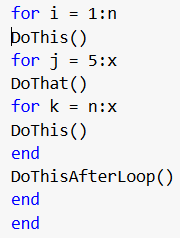 for i = 1:n
DoThis()
for j = 5:x
DoThat()
for k = n:x
DoThis()
end
DoThisAfterLoop()
end
end